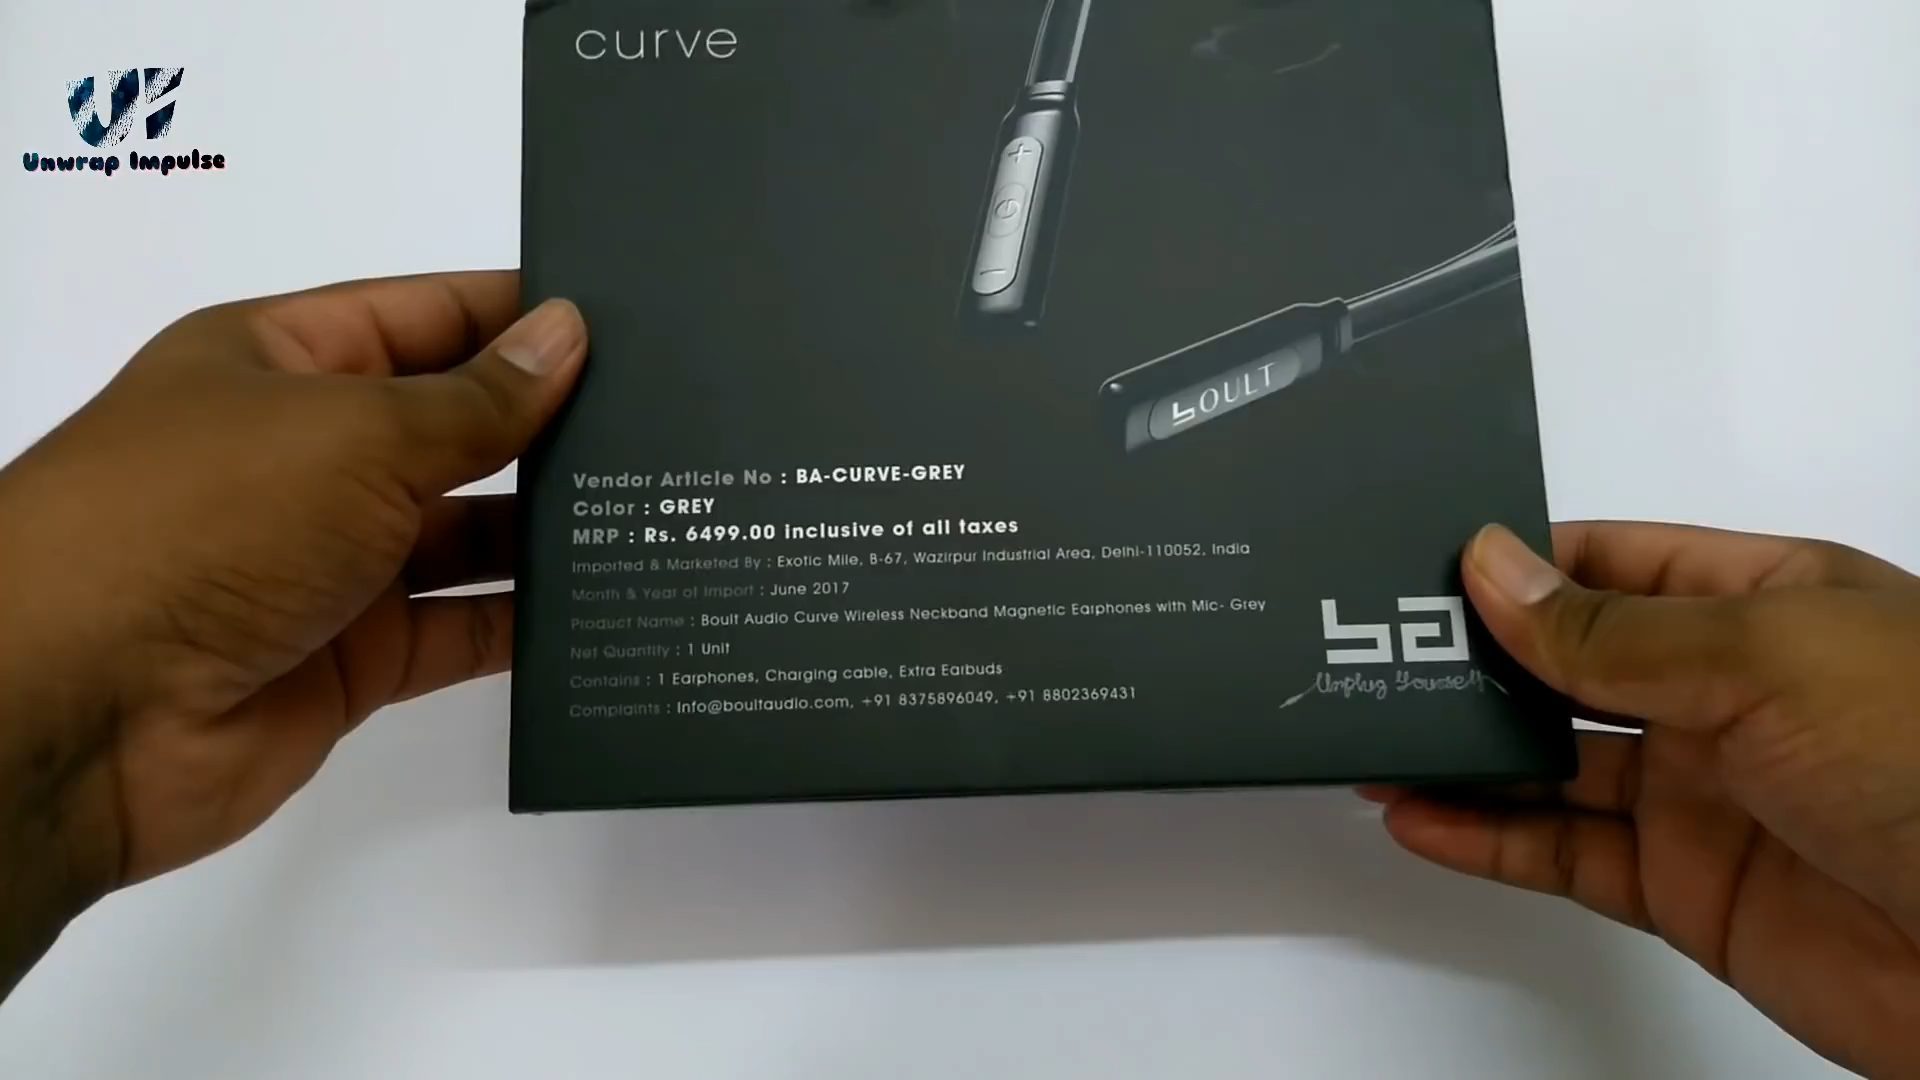 curve
UI
Unwrap Impulse
BOULT
Vendor Article No : BA-CURVE-GREY
Color : GREY
MRP : Rs. 6499.00 inclusive of all taxes
Imported & Marketed By : Exotic Mile, B-67, Wazirpur Industrial Area, Delhi-110052, India
Month & Year of Import : June 2017
Product Name : Boult Audio Curve Wireless Neckband Magnetic Earphones with Mic- Grey
Net Quantity : 1 Unit
Contains : 1 Earphones, Charging cable, Extra Earbuds
Complaints : Info@boultaudio.com, +91 8375896049, +91 8802369431
ba
Unplug Yourself